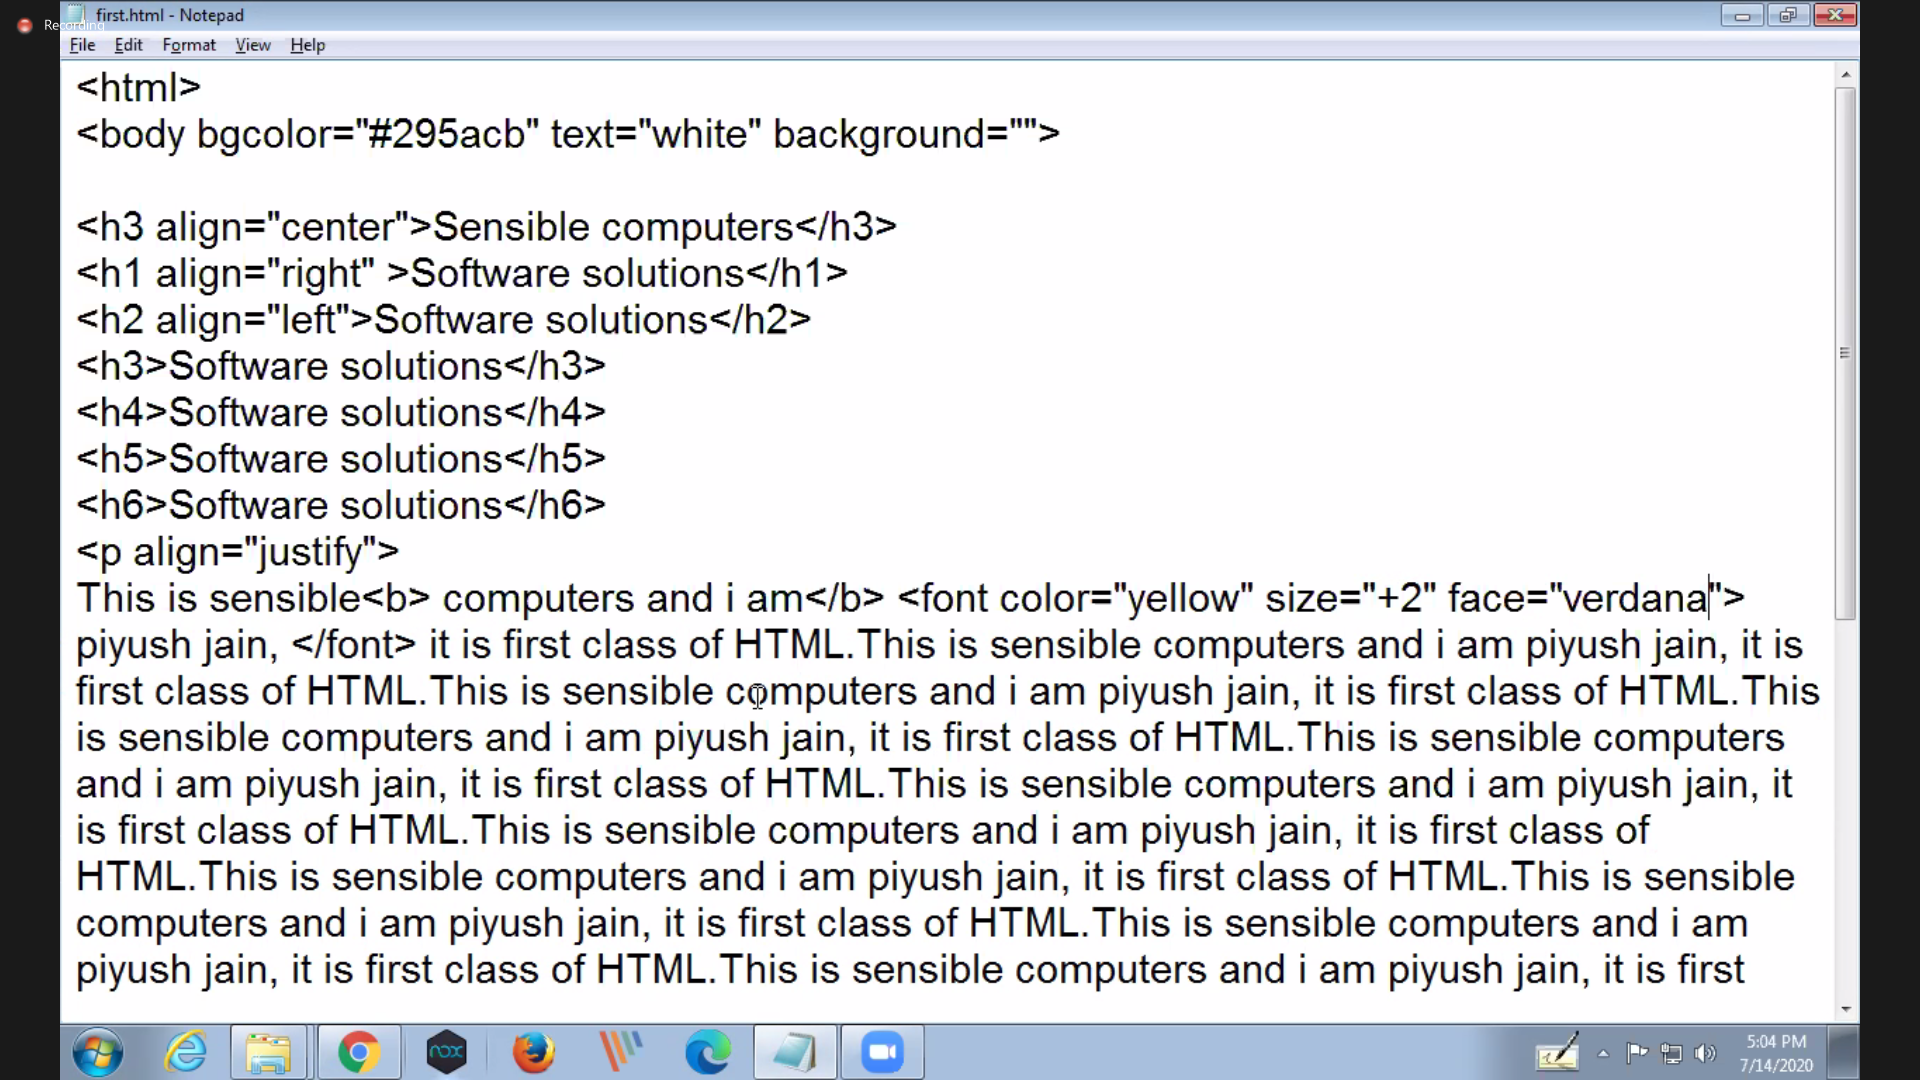 first.html - Notepad
Recording
File Edit Format View Help
<html>
<body bgcolor="#295acb" text="white" background="">
<h3 align="center">Sensible computers</h3>
<h1 align="right" >Software solutions</h1>
<h2 align="left">Software solutions</h2>
<h3>Software solutions</h3>
<h4>Software solutions</h4>
<h5>Software solutions</h5>
<h6>Software solutions</h6>
<p align="justify">
This is sensible<b> computers and i am</b> <font color="yellow" size="+2" face="verdana">
piyush jain, </font> it is first class of HTML.This is sensible computers and i am piyush jain, it is
first class of HTML.This is sensible computers and i am piyush jain, it is first class of HTML.This
is sensible computers and i am piyush jain, it is first class of HTML.This is sensible computers
and i am piyush jain, it is first class of HTML.This is sensible computers and i am piyush jain, it
is first class of HTML.This is sensible computers and i am piyush jain, it is first class of
HTML.This is sensible computers and i am piyush jain, it is first class of HTML.This is sensible
computers and i am piyush jain, it is first class of HTML.This is sensible computers and i am
piyush jain, it is first class of HTML.This is sensible computers and i am piyush jain, it is first
nox
5:04 PM
7/14/2020